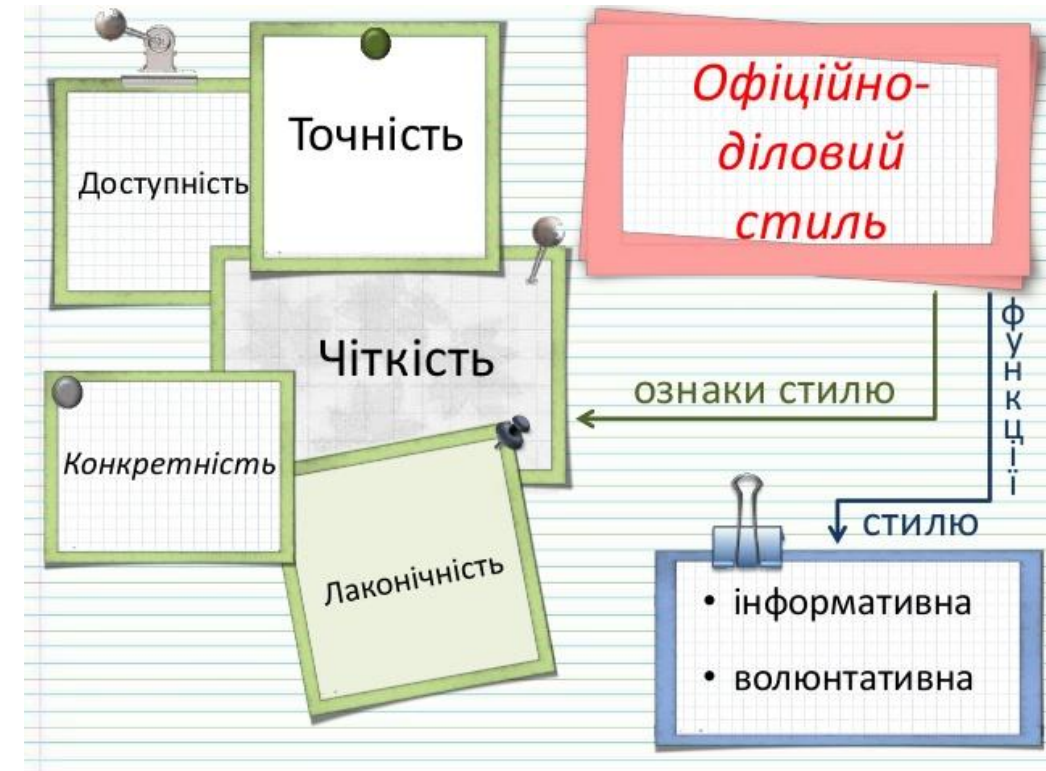 Офіційно-
діловий
стиль
Точність
Доступність
Чіткість
Конкретність
Лаконічність
ознаки стилю
функції
стилю
• інформативна
• волюнтативна